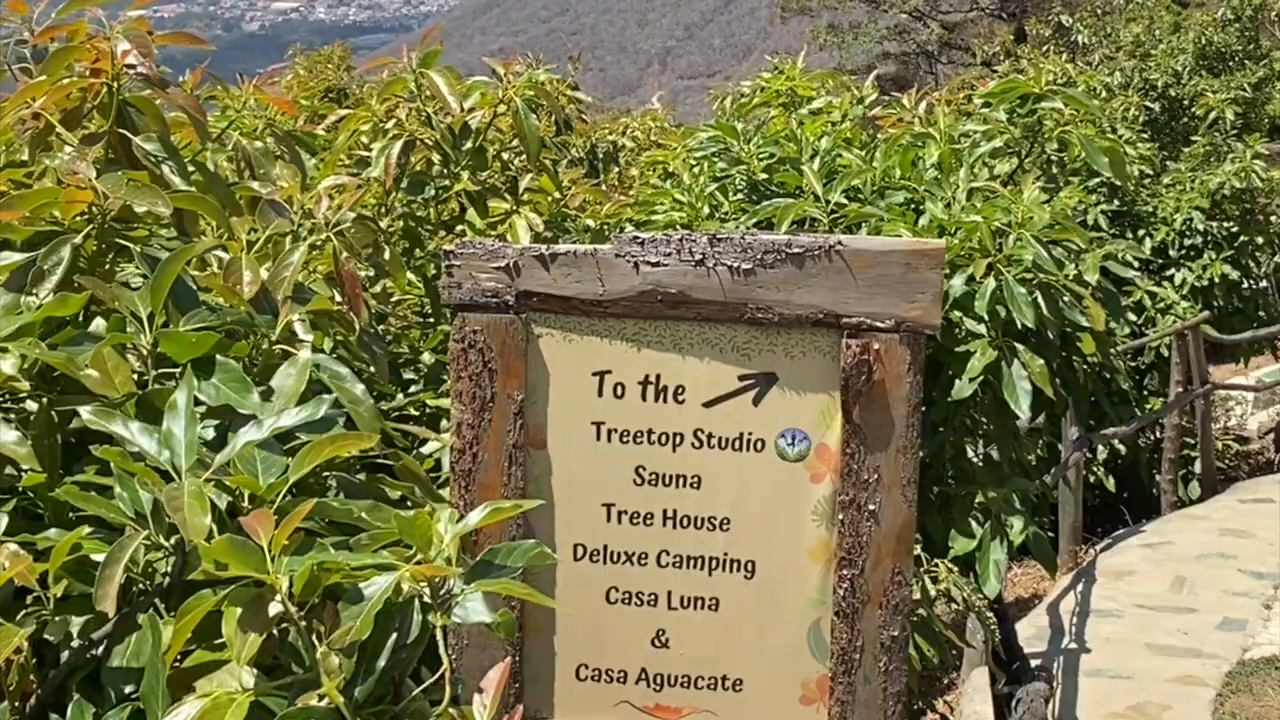 To the
Treetop Studio
Sauna
Tree House
Deluxe Camping
Casa Luna
&
Casa Aguacate